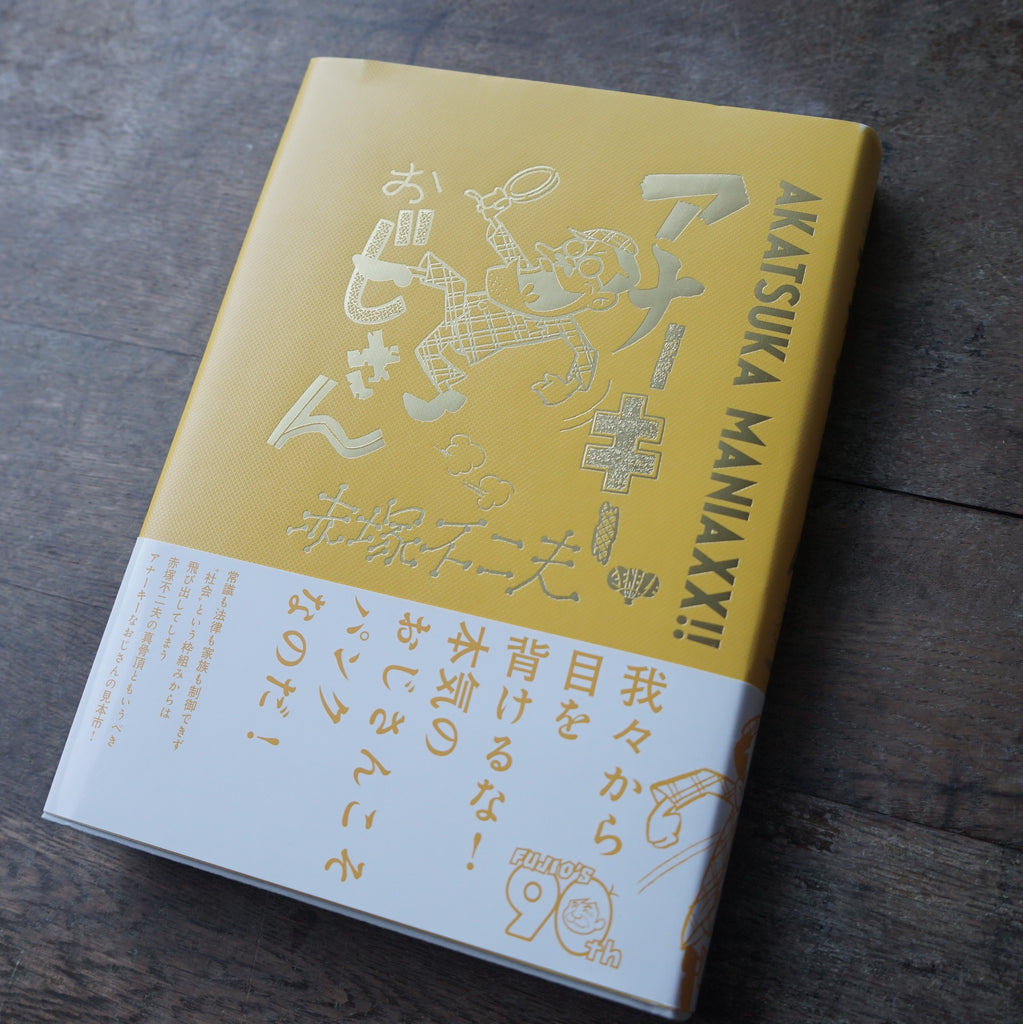 AKATSUKA MANIAXX!!
アナーキー
おじさん
赤塚不二夫
我々から
目を
背けるな!
本気の
おじさんこそ
パンク
なのだ!
常識も法律も家族も制御できず
“社会”という枠組みからは
飛び出してしまう
赤塚不二夫の真骨頂ともいうべき
アナーキーなおじさんの見本市!
FUJIO's
90th